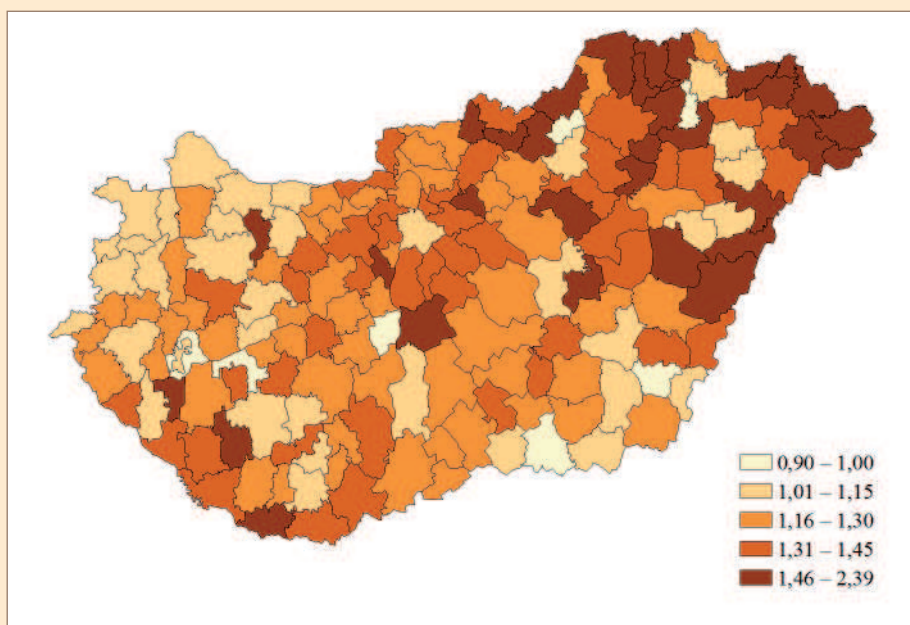 0,90 – 1,00
1,01 – 1,15
1,16 – 1,30
1,31 – 1,45
1,46 – 2,39